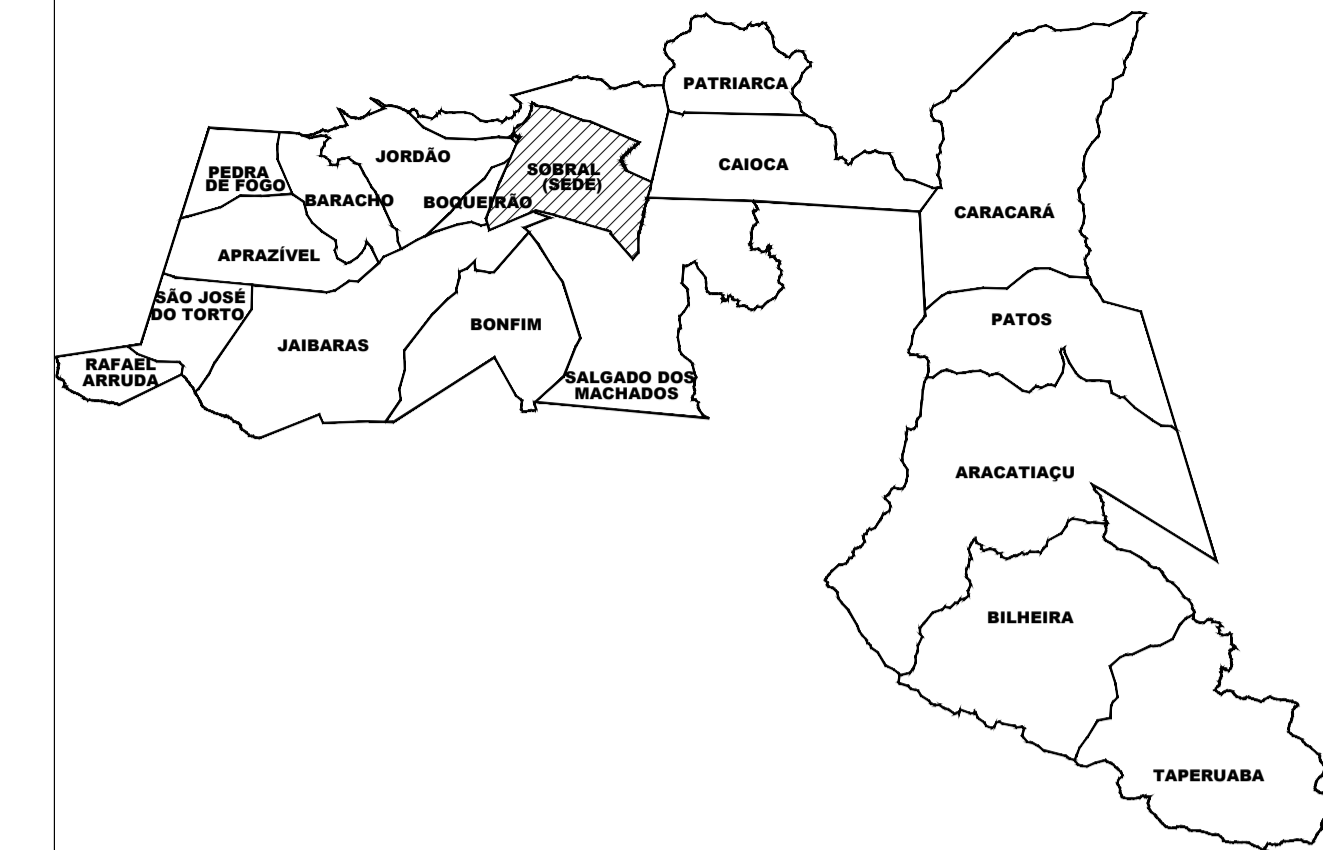 PATRIARCA
JORDÃO
CAIOCA
SOBRAL
(SEDE)
PEDRA
DE FOGO
BARACHO
BOQUEIRÃO
CARACARÁ
APRAZÍVEL
SÃO JOSÉ
DO TORTO
PATOS
BONFIM
JAIBARAS
RAFAEL
ARRUDA
SALGADO DOS
MACHADOS
ARACATIAÇU
BILHEIRA
TAPERUABA